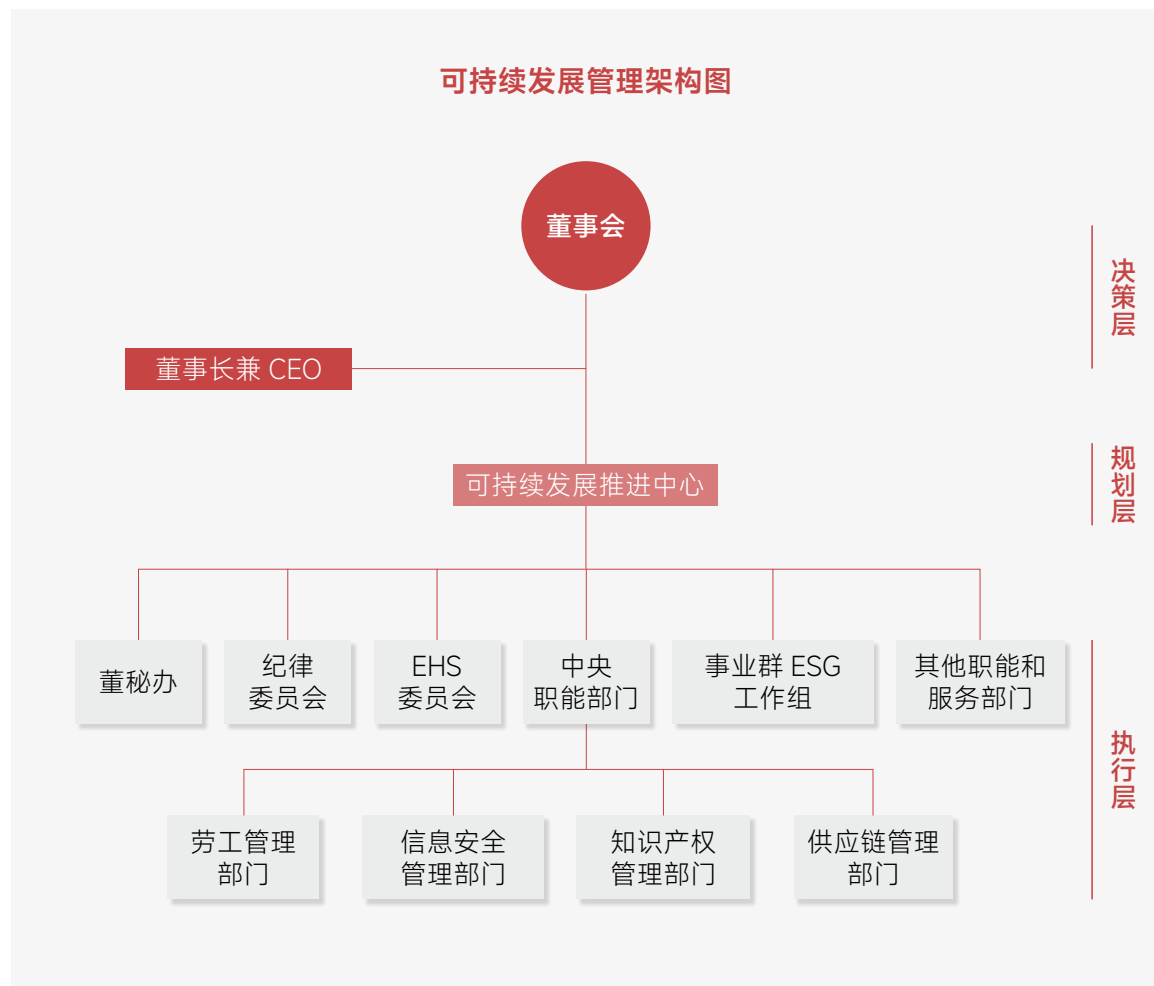 可持续发展管理架构图
董事会
决策层
董事长兼 CEO
规划层
可持续发展推进中心
董秘办
纪律
委员会
EHS
委员会
中央
职能部门
事业群 ESG
工作组
其他职能和
服务部门
执行层
劳工管理
部门
信息安全
管理部门
知识产权
管理部门
供应链管理
部门